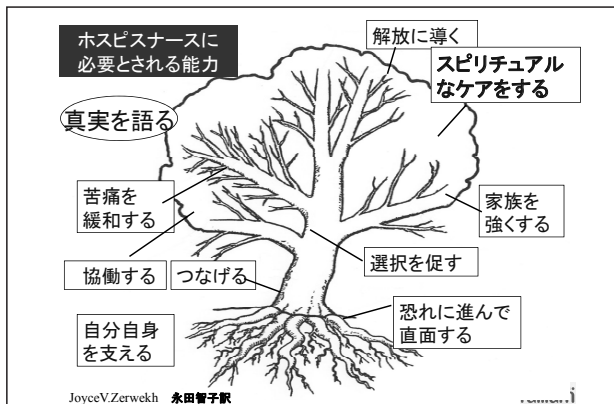 ホスピスナースに
必要とされる能力
解放に導く
スピリチュアル
なケアをする
真実を語る
苦痛を
緩和する
家族を
強くする
協働する
つなげる
選択を促す
自分自身
を支える
恐れに進んで
直面する
JoyceV.Zerwekh 永田智子訳